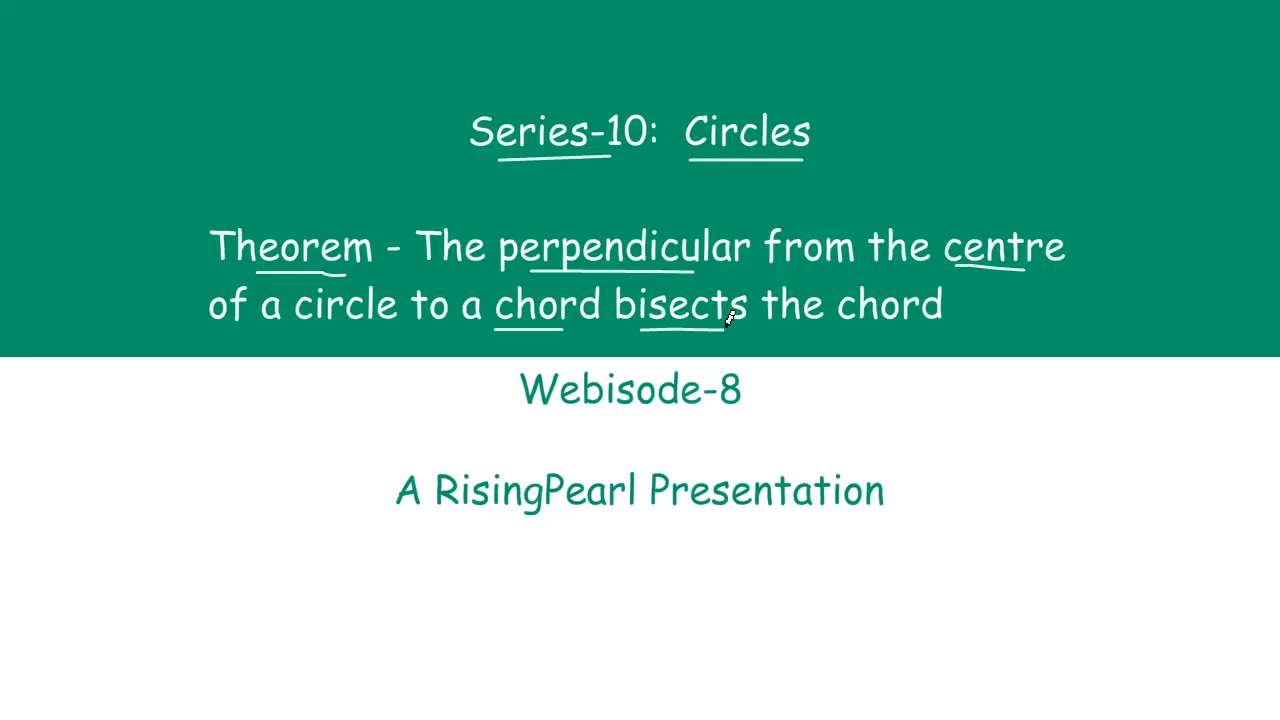 Series-10: Circles
Theorem - The perpendicular from the centre
of a circle to a chord bisects the chord
Webisode-8
A RisingPearl Presentation